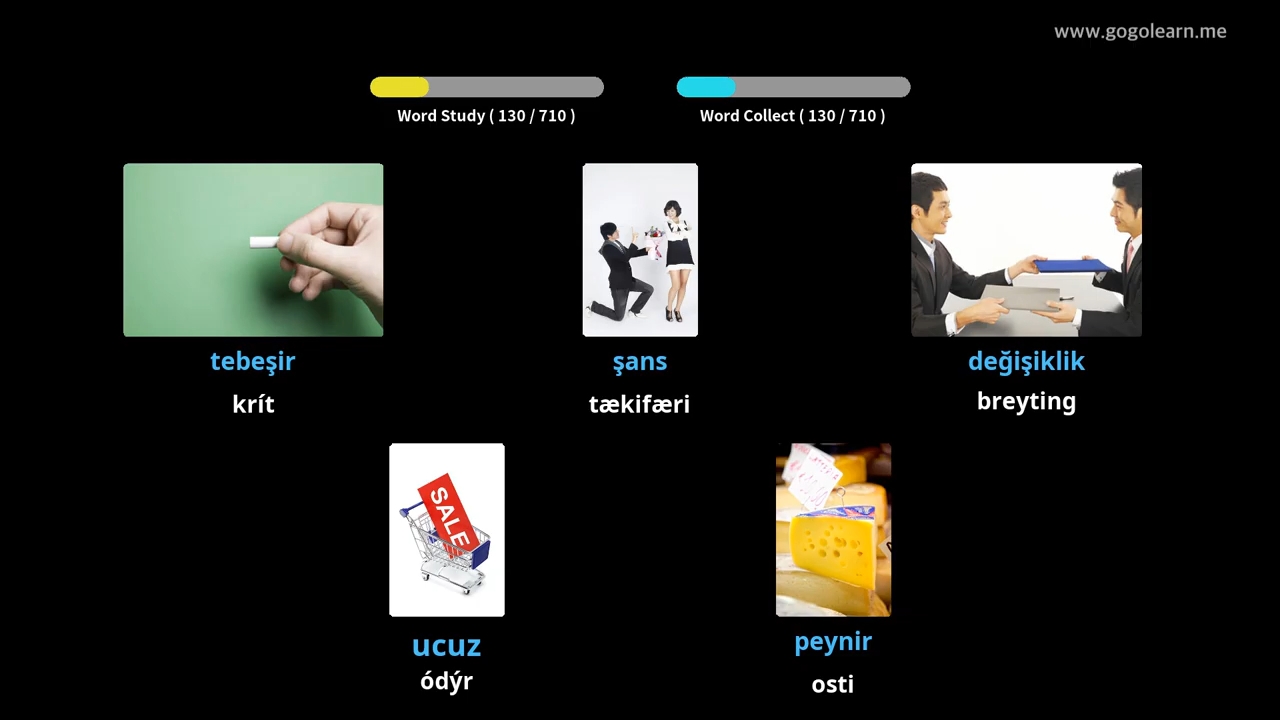 www.gogolearn.me
Word Study ( 130 / 710 )
Word Collect ( 130 / 710 )
tebeşir
krít
şans
tækifæri
değişiklik
breyting
SALE
ucuz
ódýr
peynir
osti